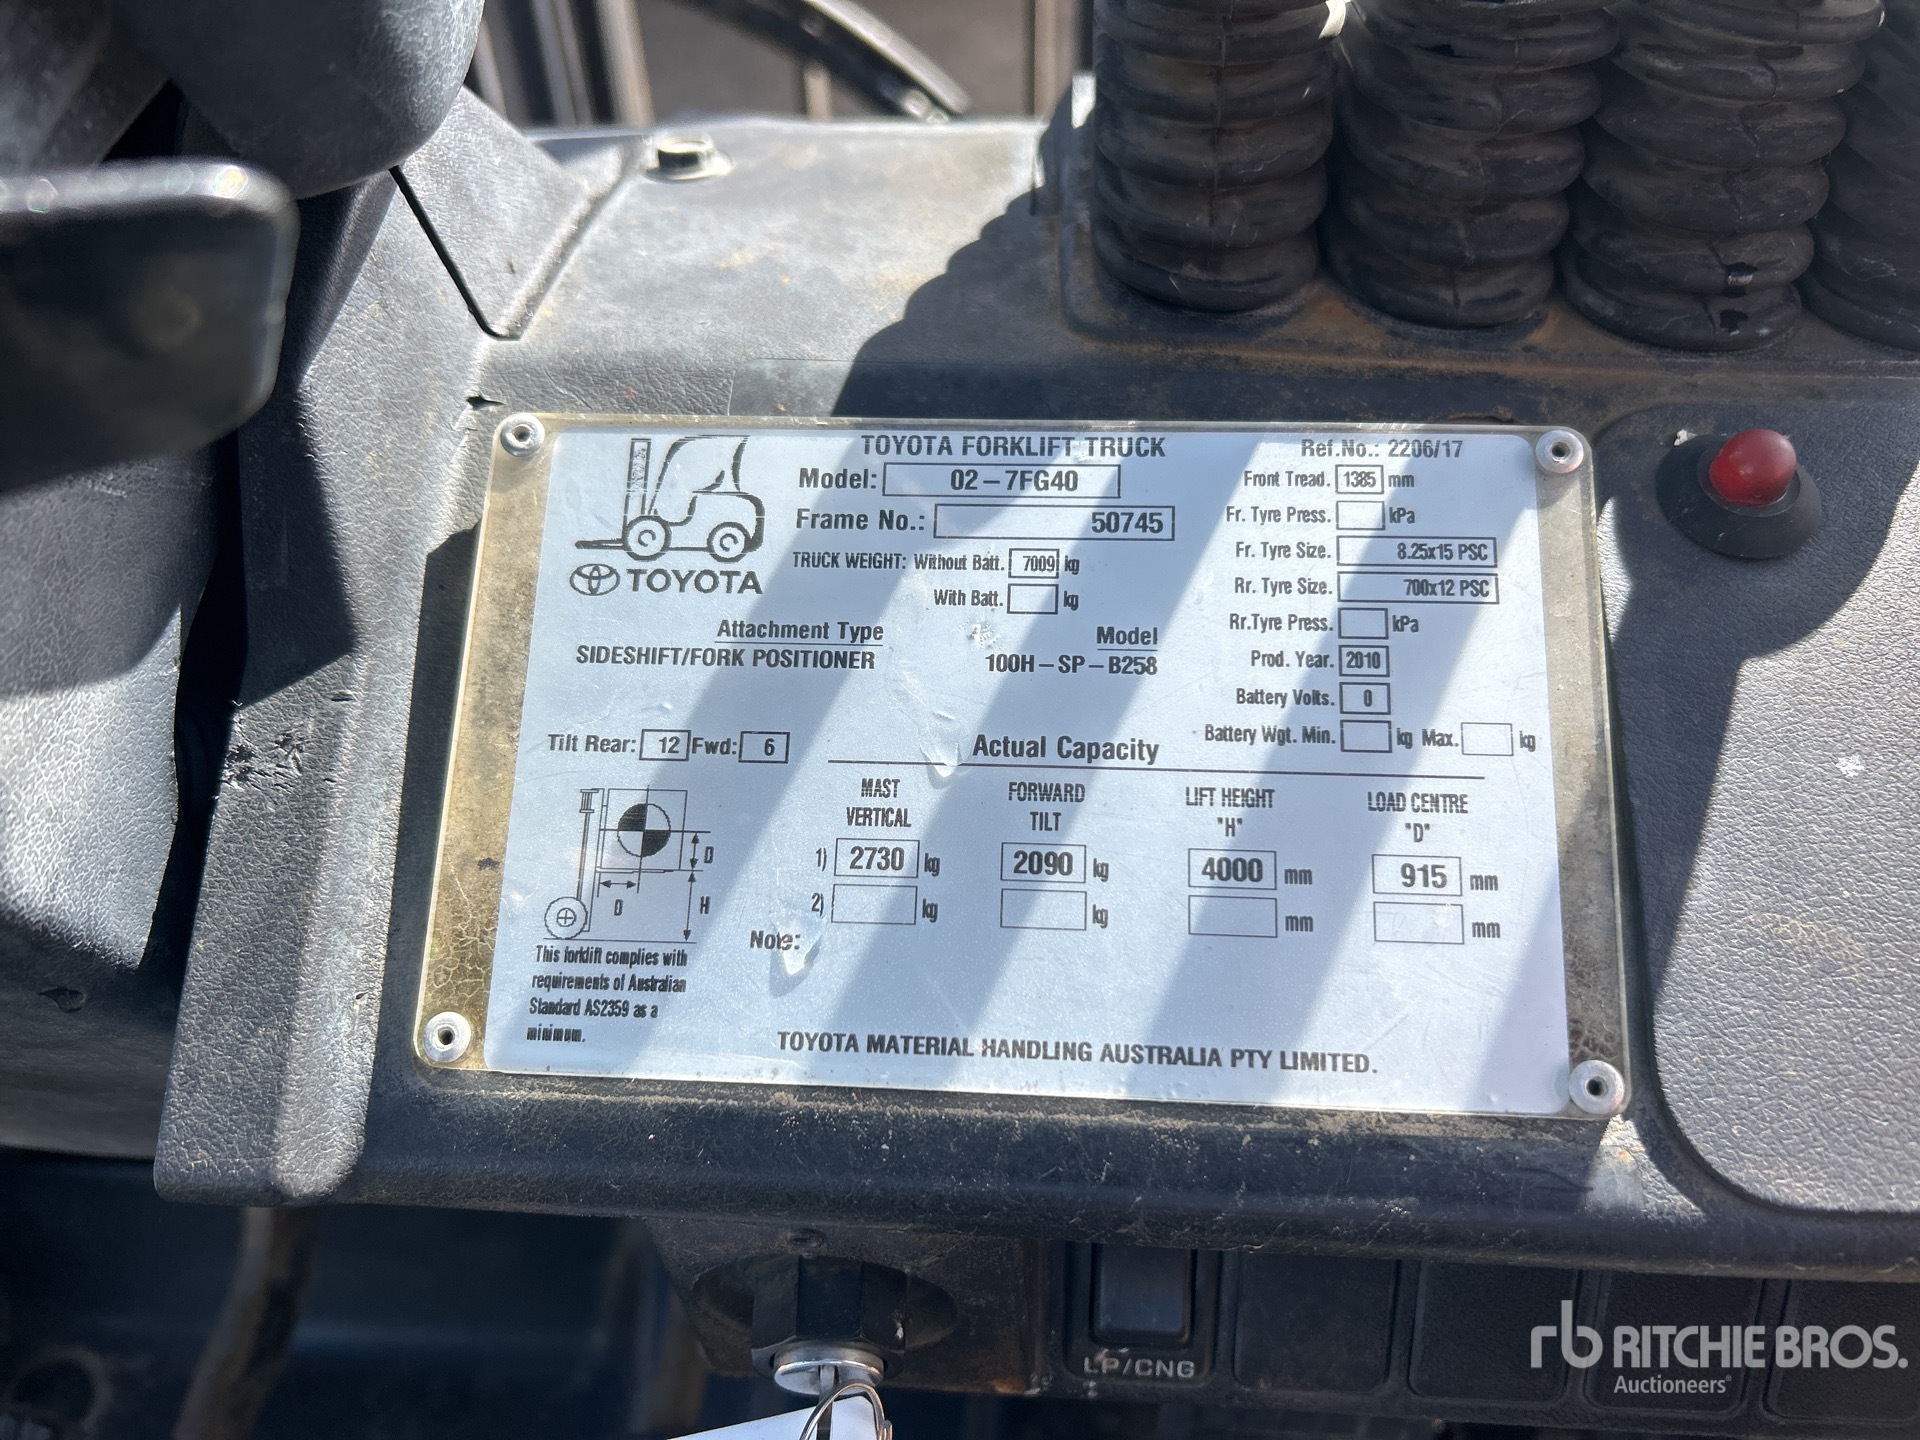 TOYOTA FORKLIFT TRUCK
Ref.No.: 2206/17
Model: 02-7FG40
Front Tread. 1385 mm
Frame No.: 50745
Fr. Tyre Press. kPa
TRUCK WEIGHT: Without Batt. 7009 kg
Fr. Tyre Size. 8.25x15 PSC
With Batt. kg
Rr. Tyre Size. 700x12 PSC
TOYOTA
Rr.Tyre Press. kPa
Attachment Type Model
SIDESHIFT/FORK POSITIONER 100H-SP-B258
Prod. Year. 2010
Battery Volts. 0
Battery Wgt. Min. kg Max. kg
Tilt Rear: 12 Fwd: 6
Actual Capacity
MAST VERTICAL
FORWARD TILT
LIFT HEIGHT "H"
LOAD CENTRE "D"
1) 2730 kg 2090 kg 4000 mm 915 mm
2) kg kg mm mm
D
D H
Note:
This forklift complies with
requirements of Australian
Standard AS2359 as a
minimum.
TOYOTA MATERIAL HANDLING AUSTRALIA PTY LIMITED.
LP/CNG
rb RITCHIE BROS.
Auctioneers